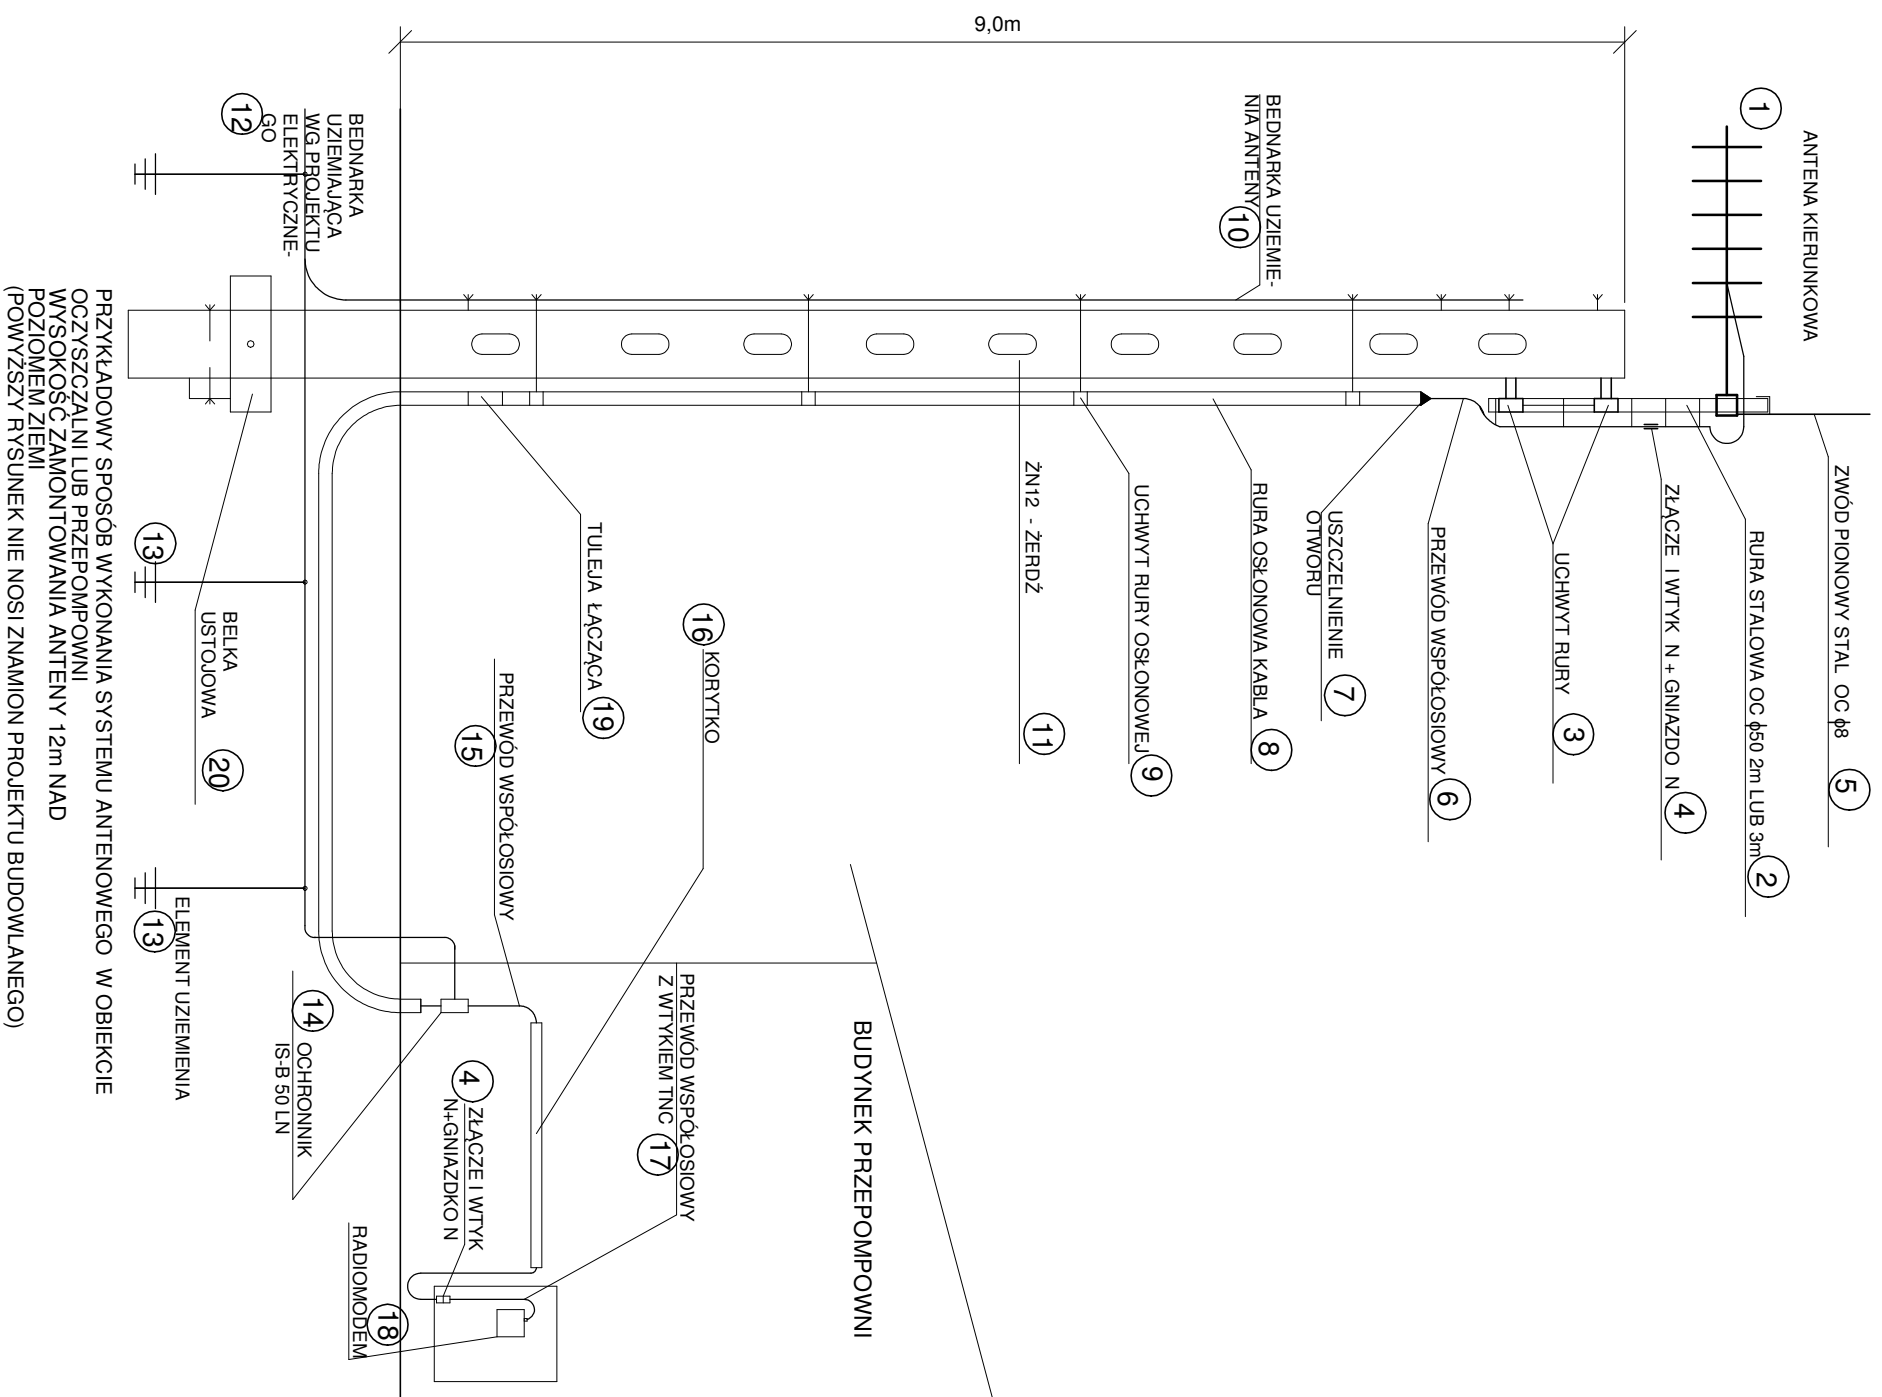 9,0m
1
ANTENA KIERUNKOWA
ZWÓD PIONOWY STAL OC ϕ8
5
RURA STALOWA OC ϕ50 2m LUB 3m
2
ZŁĄCZE I WTYK N + GNIAZDO N
4
UCHWYT RURY
3
PRZEWÓD WSPÓŁOSIOWY
6
USZCZELNIENIE
OTWORU
7
BEDNARKA UZIEMIE-
NIA ANTENY
10
RURA OSŁONOWA KABLA
8
UCHWYT RURY OSŁONOWEJ
9
ŻN12 - ŻERDŹ
11
BUDYNEK PRZEPOMPOWNI
16
KORYTKO
PRZEWÓD WSPÓŁOSIOWY
Z WTYKIEM TNC
17
TULEJA ŁĄCZĄCA
19
PRZEWÓD WSPÓŁOSIOWY
15
4
ZŁĄCZE I WTYK
N+GNIAZDKO N
BEDNARKA
UZIEMIAJĄCA
WG PROJEKTU
ELEKTRYCZNE-
GO
12
RADIOMODEM
18
14
OCHRONNIK
IS-B 50 LN
BELKA
USTOJOWA
20
13
ELEMENT UZIEMIENIA
13
PRZYKŁADOWY SPOSÓB WYKONANIA SYSTEMU ANTENOWEGO W OBIEKCIE
OCZYSZCZALNI LUB PRZEPOMPOWNI
WYSOKOŚĆ ZAMONTOWANIA ANTENY 12m NAD
POZIOMEM ZIEMI
(POWYŻSZY RYSUNEK NIE NOSI ZNAMION PROJEKTU BUDOWLANEGO)